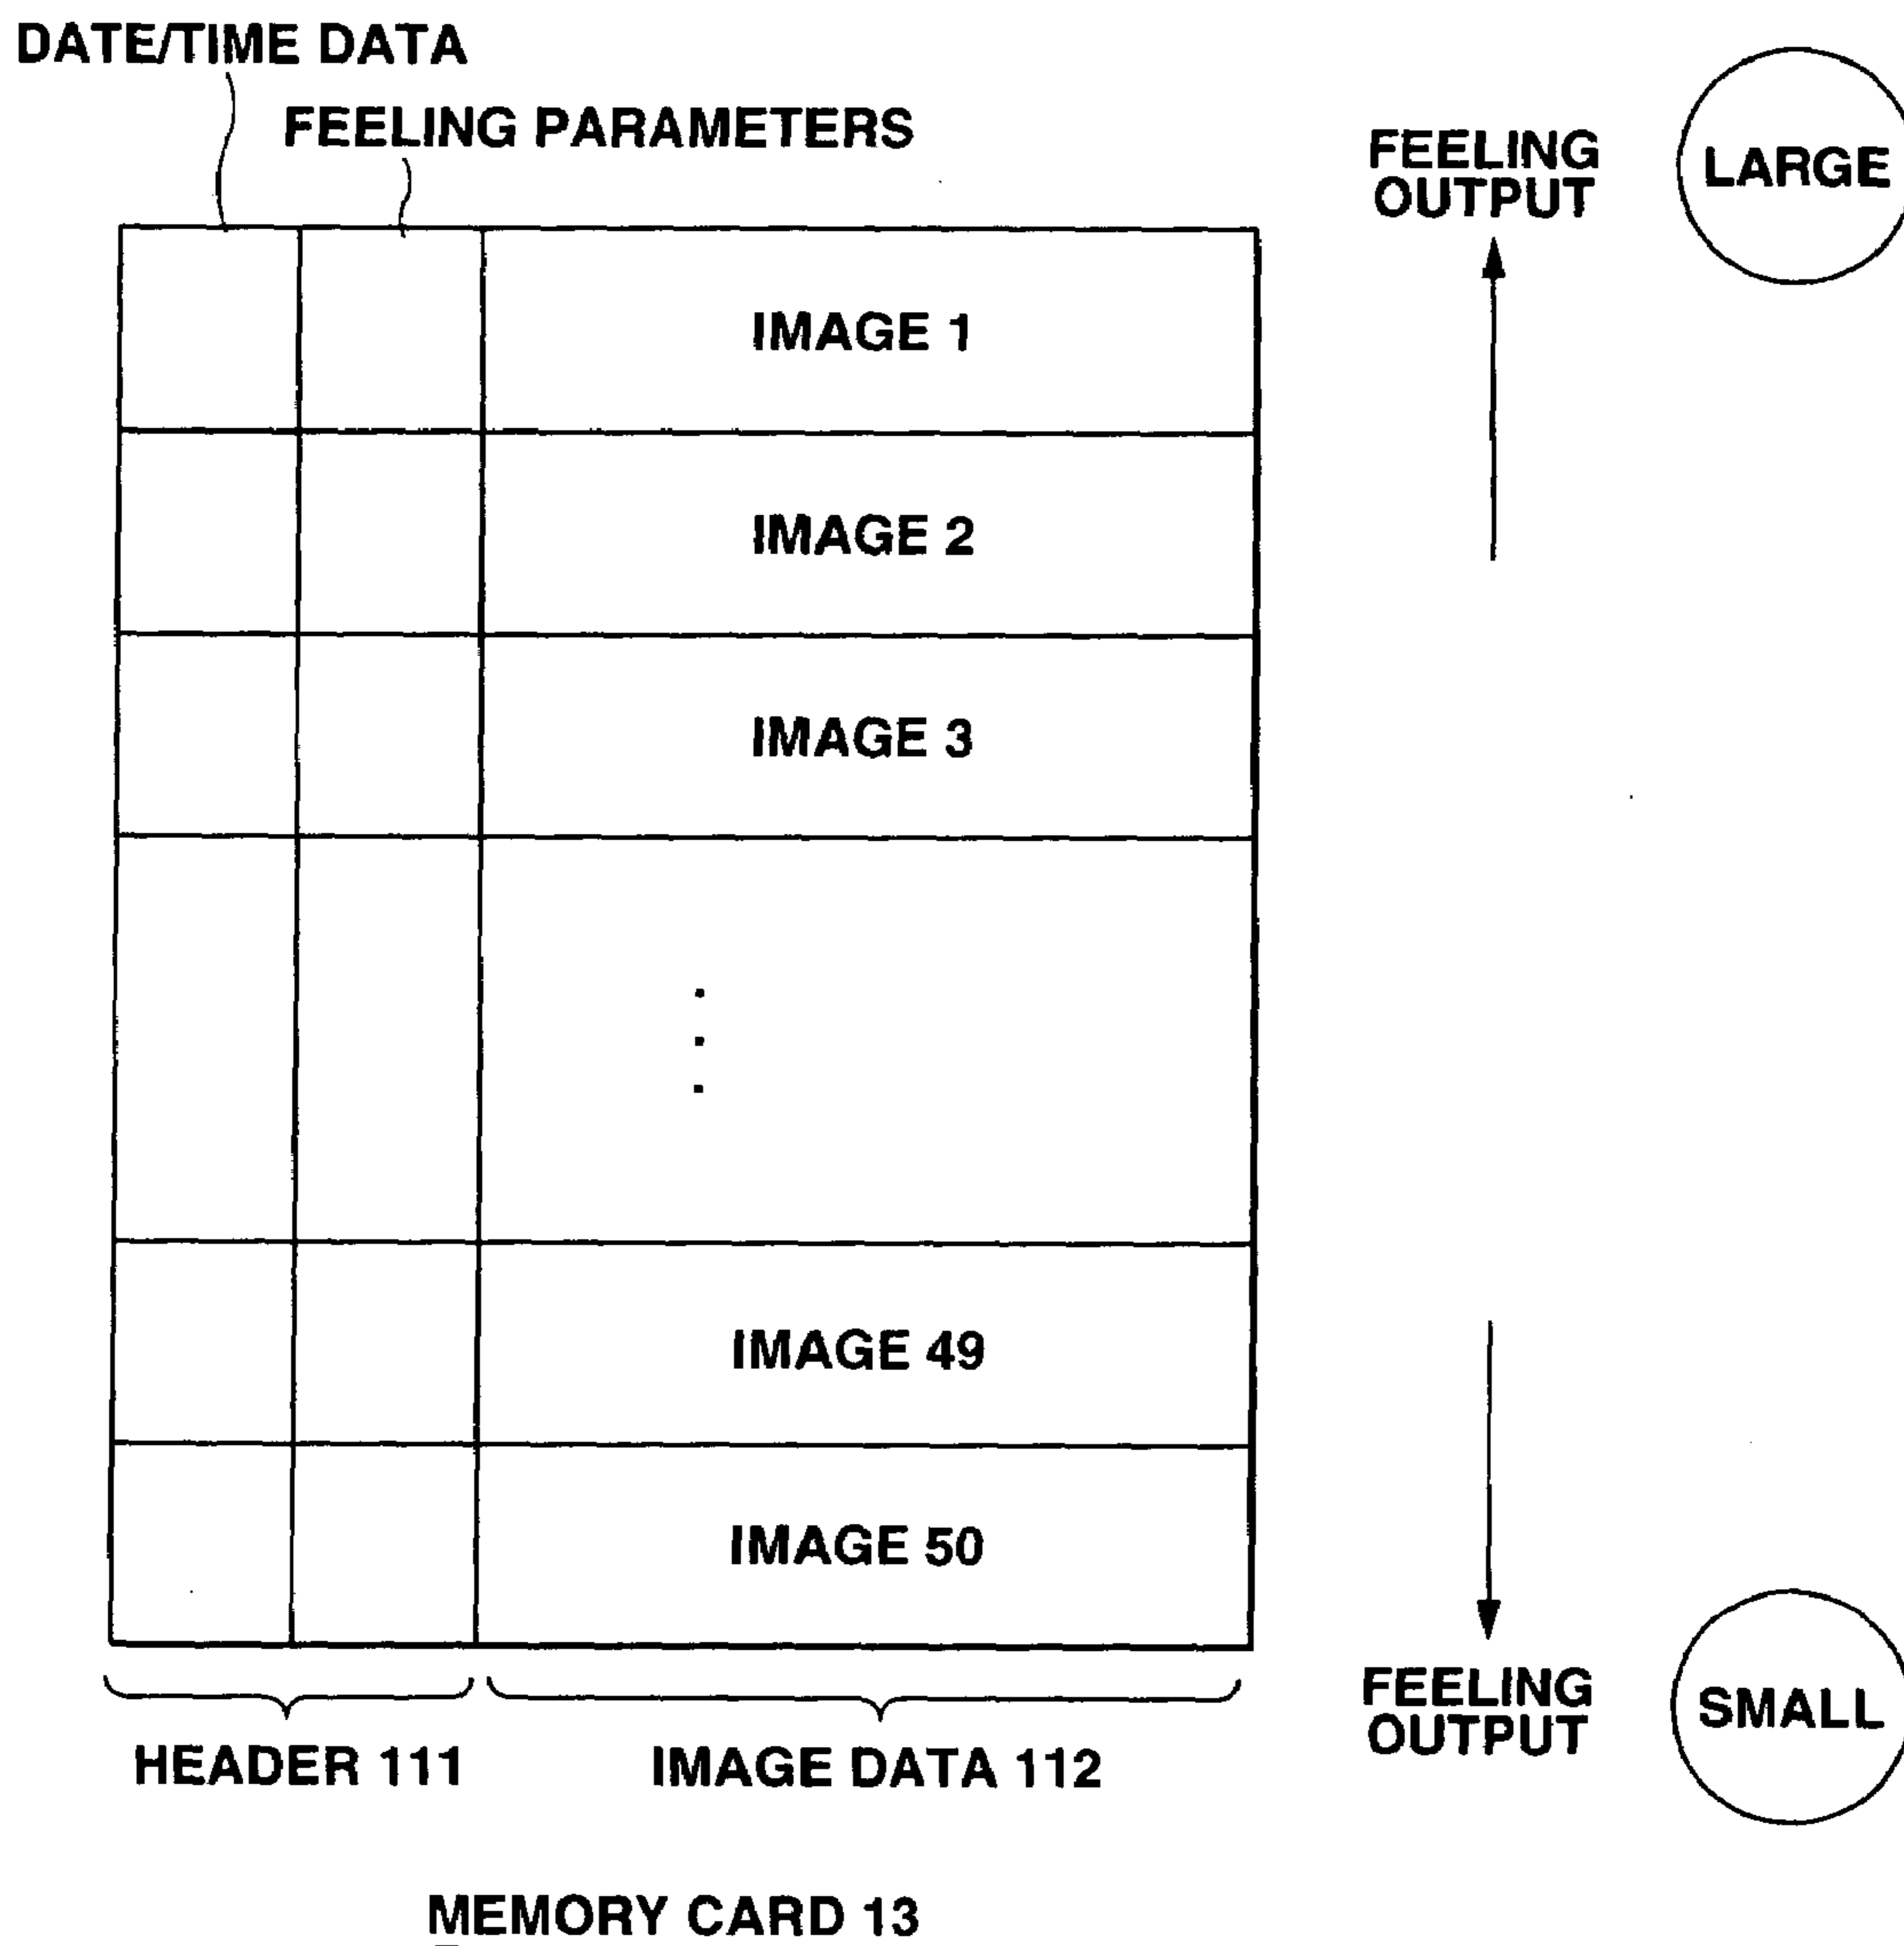 DATE/TIME DATA
FEELING PARAMETERS
FEELING
OUTPUT
LARGE
IMAGE 1
IMAGE 2
IMAGE 3
IMAGE 49
IMAGE 50
FEELING
OUTPUT
SMALL
HEADER 111
IMAGE DATA 112
MEMORY CARD 13